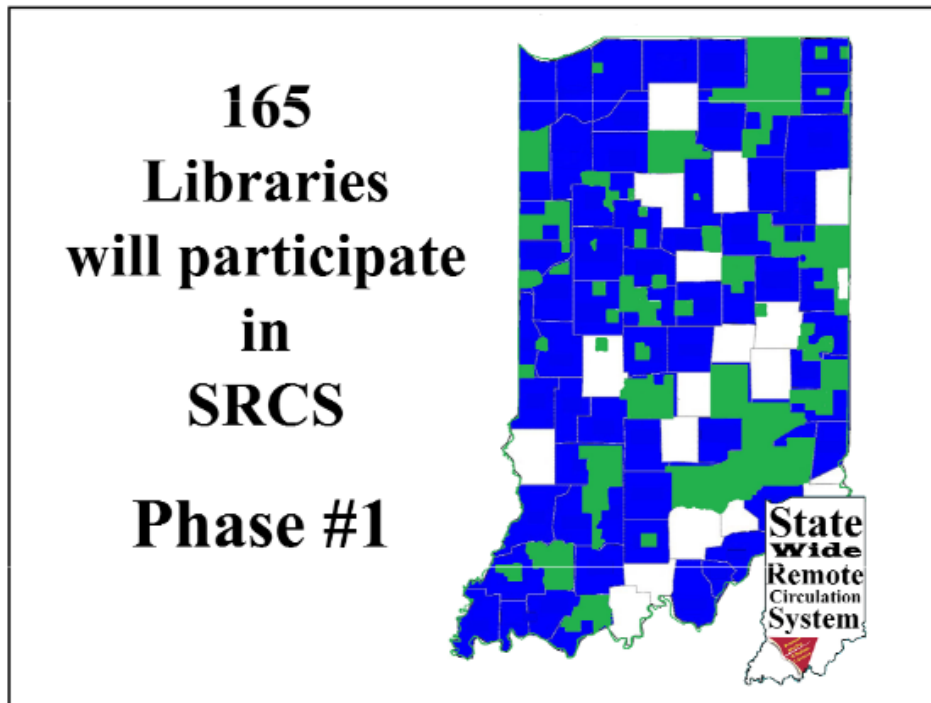 165
Libraries
will participate
in
SRCS
Phase #1
State
Wide
Remote
Circulation
System